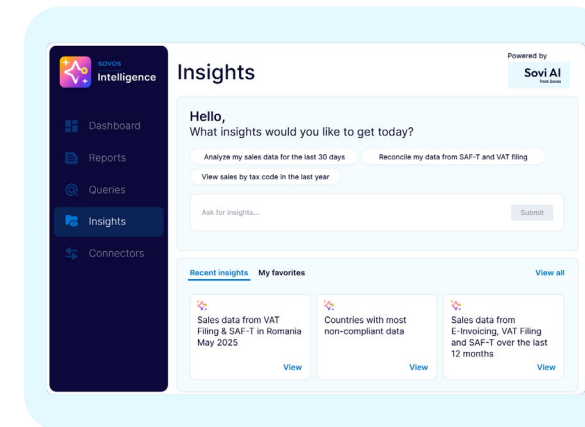 sovos
Intelligence
Dashboard
Reports
Queries
Insights
Connectors
Insights
Powered by
Sovi AI
from Sovos
Hello,
What insights would you like to get today?
Analyze my sales data for the last 30 days
Reconcile my data from SAF-T and VAT filing
View sales by tax code in the last year
Ask for insights...
Submit
Recent insights
My favorites
View all
Sales data from VAT
Filing & SAF-T in Romania
May 2025
View
Countries with most
non-compliant data
View
Sales data from
E-Invoicing, VAT Filing
and SAF-T over the last
12 months
View